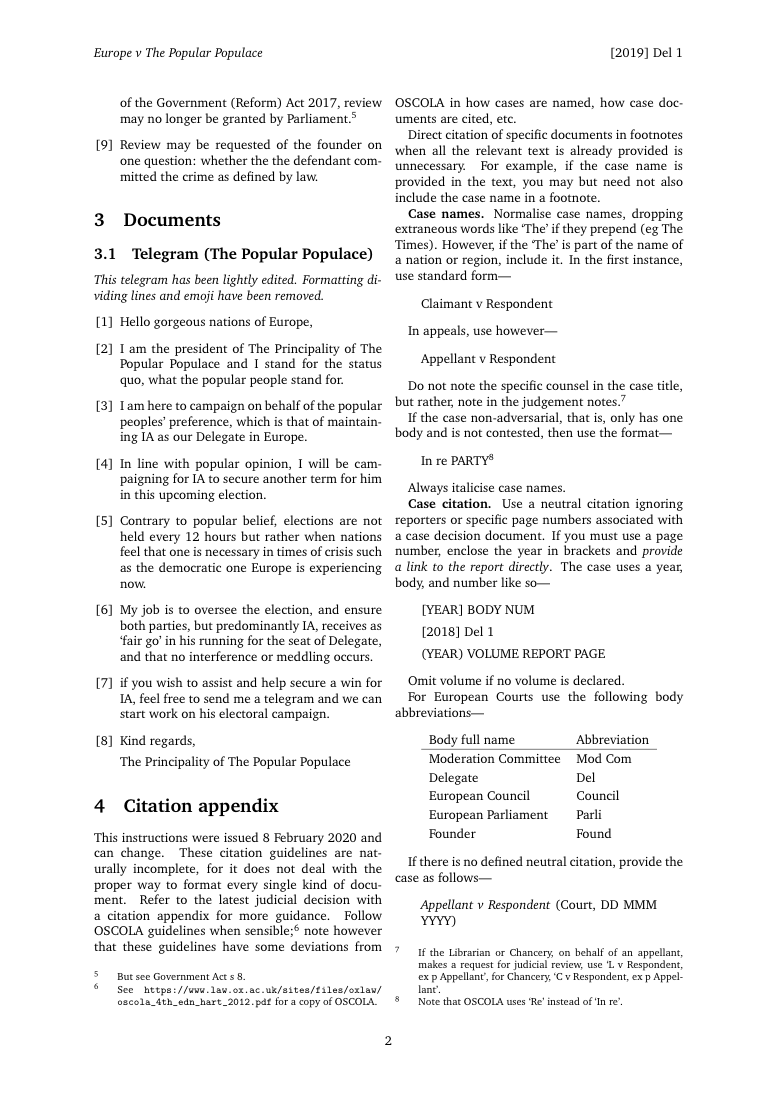 Europe v The Popular Populace [2019] Del 1
of the Government (Reform) Act 2017, review
may no longer be granted by Parliament.5
[9] Review may be requested of the founder on
one question: whether the the defendant com-
mitted the crime as defined by law.
3 Documents
3.1 Telegram (The Popular Populace)
This telegram has been lightly edited. Formatting di-
viding lines and emoji have been removed.
[1] Hello gorgeous nations of Europe,
[2] I am the president of The Principality of The
Popular Populace and I stand for the status
quo, what the popular people stand for.
[3] I am here to campaign on behalf of the popular
peoples’ preference, which is that of maintain-
ing IA as our Delegate in Europe.
[4] In line with popular opinion, I will be cam-
paigning for IA to secure another term for him
in this upcoming election.
[5] Contrary to popular belief, elections are not
held every 12 hours but rather when nations
feel that one is necessary in times of crisis such
as the democratic one Europe is experiencing
now.
[6] My job is to oversee the election, and ensure
both parties, but predominantly IA, receives as
‘fair go’ in his running for the seat of Delegate,
and that no interference or meddling occurs.
[7] if you wish to assist and help secure a win for
IA, feel free to send me a telegram and we can
start work on his electoral campaign.
[8] Kind regards,
The Principality of The Popular Populace
4 Citation appendix
This instructions were issued 8 February 2020 and
can change. These citation guidelines are nat-
urally incomplete, for it does not deal with the
proper way to format every single kind of docu-
ment. Refer to the latest judicial decision with
a citation appendix for more guidance. Follow
OSCOLA guidelines when sensible;6 note however
that these guidelines have some deviations from
5 But see Government Act s 8.
6 See https://www.law.ox.ac.uk/sites/files/oxlaw/
oscola_4th_edn_hart_2012.pdf for a copy of OSCOLA.
OSCOLA in how cases are named, how case doc-
uments are cited, etc.
Direct citation of specific documents in footnotes
when all the relevant text is already provided is
unnecessary. For example, if the case name is
provided in the text, you may but need not also
include the case name in a footnote.
Case names. Normalise case names, dropping
extraneous words like ‘The’ if they prepend (eg The
Times). However, if the ‘The’ is part of the name of
a nation or region, include it. In the first instance,
use standard form—
Claimant v Respondent
In appeals, use however—
Appellant v Respondent
Do not note the specific counsel in the case title,
but rather, note in the judgement notes.7
If the case non-adversarial, that is, only has one
body and is not contested, then use the format—
In re PARTY8
Always italicise case names.
Case citation. Use a neutral citation ignoring
reporters or specific page numbers associated with
a case decision document. If you must use a page
number, enclose the year in brackets and provide
a link to the report directly. The case uses a year,
body, and number like so—
[YEAR] BODY NUM
[2018] Del 1
(YEAR) VOLUME REPORT PAGE
Omit volume if no volume is declared.
For European Courts use the following body
abbreviations—
Body full name Abbreviation
Moderation Committee Mod Com
Delegate Del
European Council Council
European Parliament Parli
Founder Found
If there is no defined neutral citation, provide the
case as follows—
Appellant v Respondent (Court, DD MMM
YYYY)
7 If the Librarian or Chancery, on behalf of an appellant,
makes a request for judicial review, use ‘L v Respondent,
ex p Appellant’, for Chancery, ‘C v Respondent, ex p Appel-
lant’.
8 Note that OSCOLA uses ‘Re’ instead of ‘In re’.
2